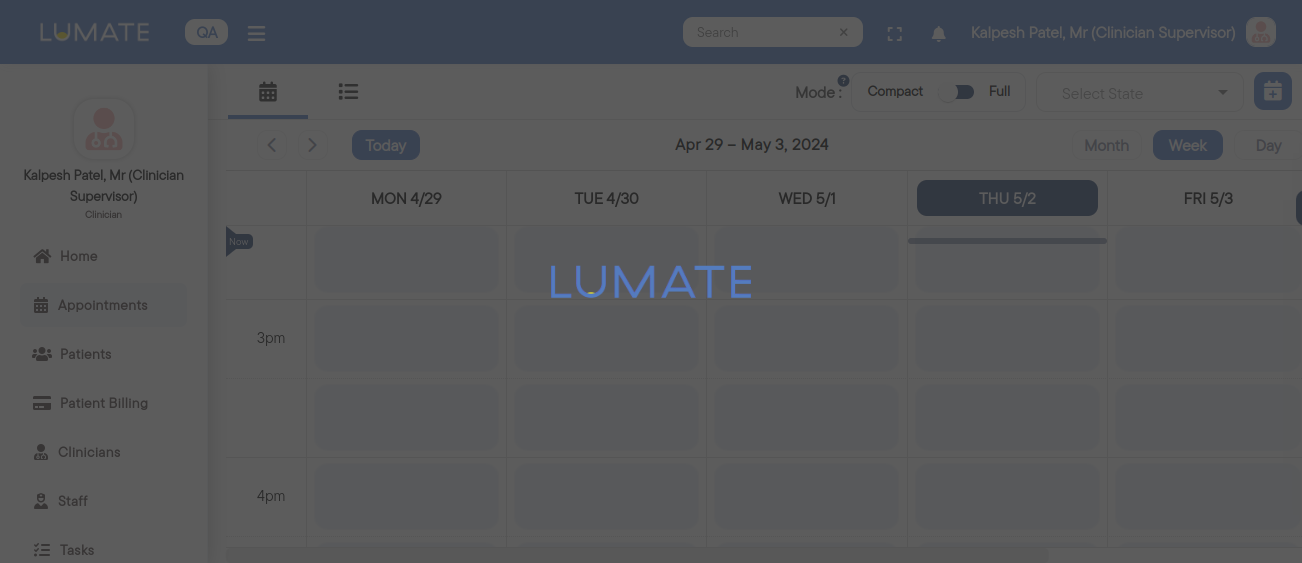 LUMATE QA Search Kalpesh Patel, Mr (Clinician Supervisor)
Mode : ? Compact Full Select State
Kalpesh Patel, Mr (Clinician
Supervisor)
Clinician
Home
Appointments
Patients
Patient Billing
Clinicians
Staff
Tasks
Today Apr 29 – May 3, 2024 Month Week Day
MON 4/29 TUE 4/30 WED 5/1 THU 5/2 FRI 5/3
Now
LUMATE
3pm
4pm